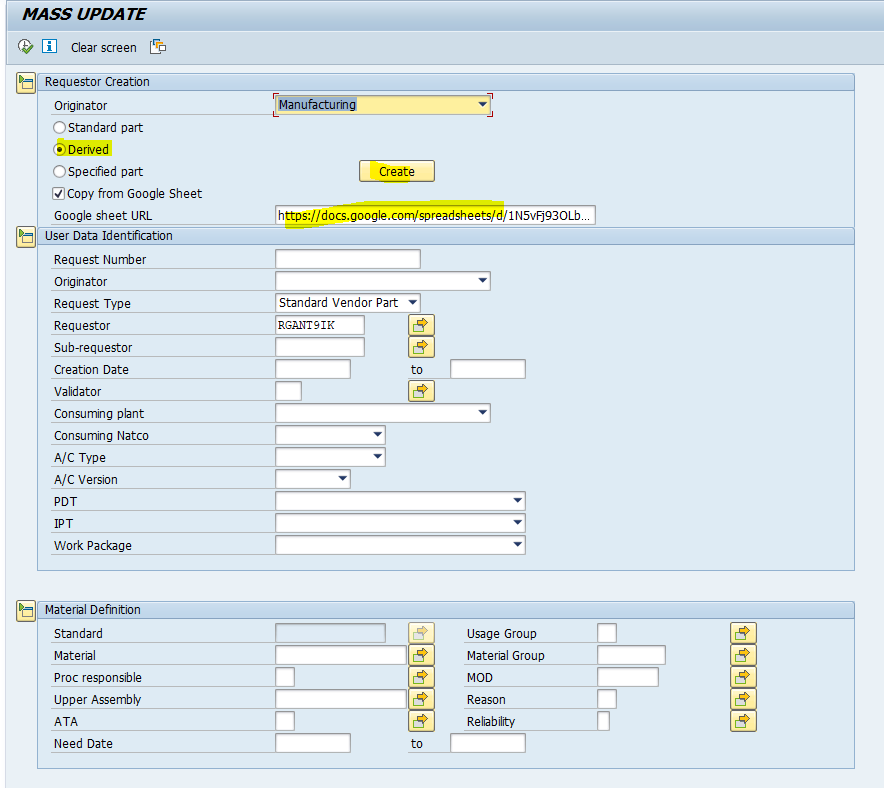 MASS UPDATE
Clear screen
Requestor Creation
Originator Manufacturing
Standard part
Derived
Specified part Create
Copy from Google Sheet
Google sheet URL https://docs.google.com/spreadsheets/d/1N5vFj93OLb...
User Data Identification
Request Number
Originator
Request Type Standard Vendor Part
Requestor RGANT9IK
Sub-requestor
Creation Date to
Validator
Consuming plant
Consuming Natco
A/C Type
A/C Version
PDT
IPT
Work Package
Material Definition
Standard Usage Group
Material Material Group
Proc responsible MOD
Upper Assembly Reason
ATA Reliability
Need Date to